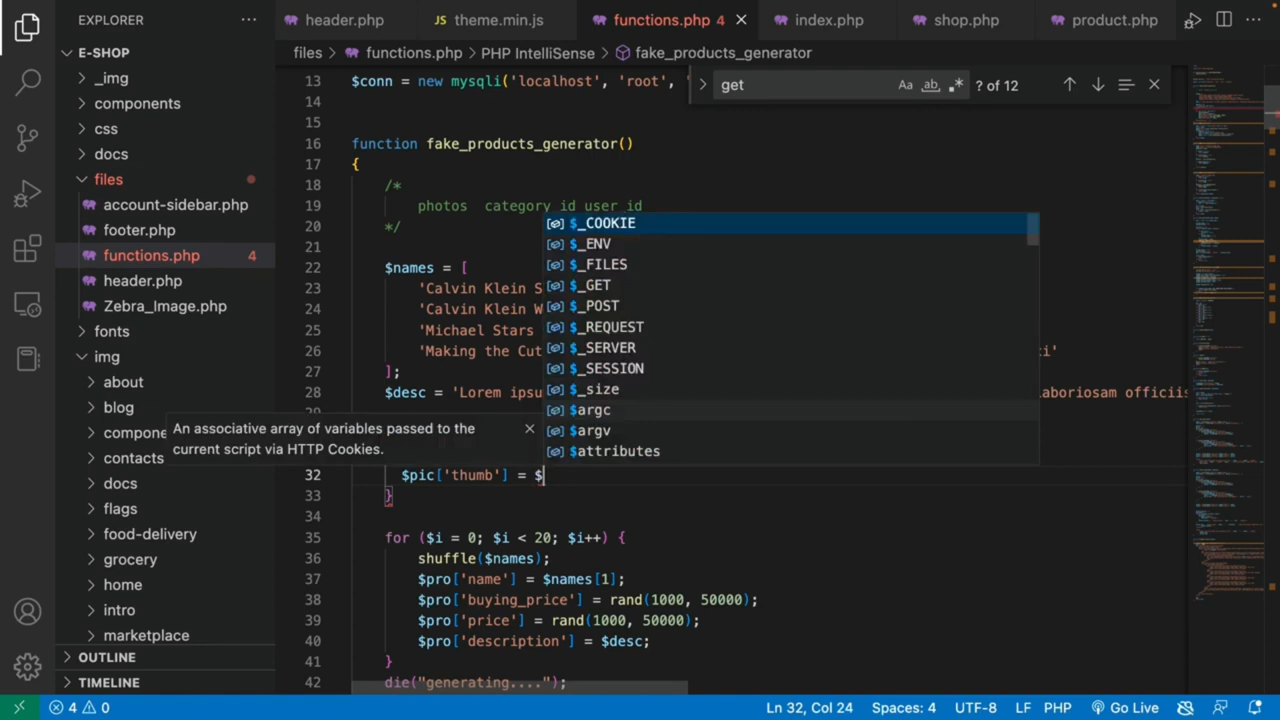 EXPLORER
header.php
theme.min.js
functions.php 4
index.php
shop.php
product.php
E-SHOP
files
functions.php
PHP IntelliSense
fake_products_generator
_img
components
css
docs
files
account-sidebar.php
footer.php
functions.php 4
header.php
Zebra_Image.php
fonts
img
about
blog
compone
contacts
docs
flags
food-delivery
grocery
home
intro
marketplace
OUTLINE
TIMELINE
get
Aa ab .* ? of 12
13 $conn = new mysqli('localhost', 'root',
14
15
16 function fake_products_generator()
17 {
18 /*
19 photos category_id user_id
20 */
21
22 $names = [
23 'Calvin Klein S
24 'Calvin Klein W
25 'Michael Stars
26 'Making the Cut
27 ];
28 $desc = 'Lorem ipsu laboriosam officiis
$_COOKIE
$_ENV
$_FILES
$_GET
$_POST
$_REQUEST
$_SERVER
$_SESSION
$_size
$argc
$argv
$attributes
An associative array of variables passed to the
current script via HTTP Cookies.
32 $pic['thumb'] = $
33 }
34
35 for ($i = 0; $i < 20; $i++) {
36 shuffle($names);
37 $pro['name'] = $names[1];
38 $pro['buying_price'] = rand(1000, 50000);
39 $pro['price'] = rand(1000, 50000);
40 $pro['description'] = $desc;
41 }
42 die("generating....");
4 0
Ln 32, Col 24
Spaces: 4
UTF-8
LF
PHP
Go Live